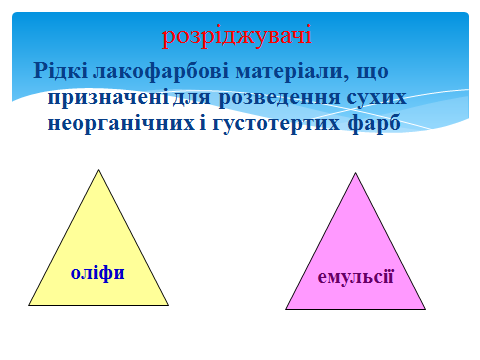 розріджувачі
Рідкі лакофарбові матеріали, що
призначені для розведення сухих
неорганічних і густотертих фарб
оліфи
емульсії